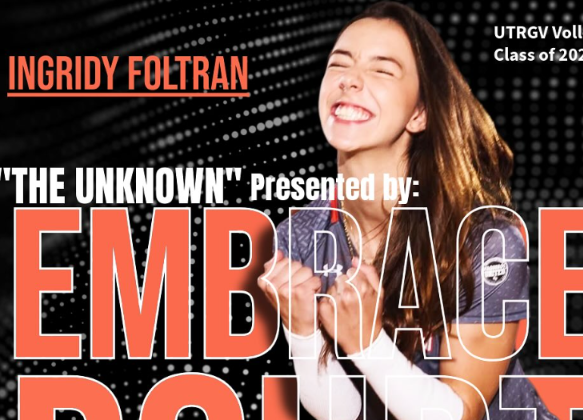 UTRGV Voll
Class of 202
INGRIDY FOLTRAN
"THE UNKNOWN" Presented by:
EMBRACE